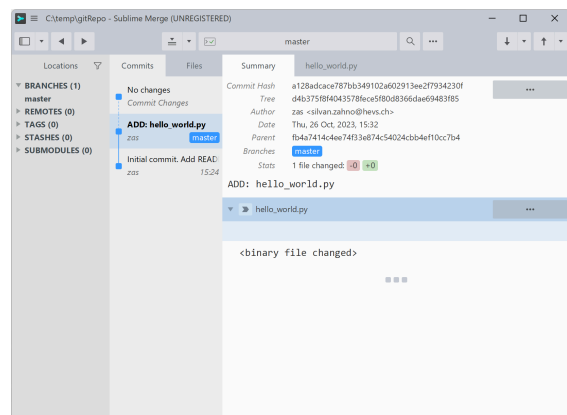 C:\temp\gitRepo - Sublime Merge (UNREGISTERED)
master
Locations
Commits
Files
Summary
hello_world.py
BRANCHES (1)
master
REMOTES (0)
TAGS (0)
STASHES (0)
SUBMODULES (0)
No changes
Commit Changes
ADD: hello_world.py
zas
master
Initial commit. Add READ
zas 15:24
Commit Hash a128adcace787bb349102a602913ee2f7934230f
Tree d4b375f8f4043578fece5f80d8366dae69483f85
Author zas <silvan.zahno@hevs.ch>
Date Thu, 26 Oct, 2023, 15:32
Parent fb4a7414c4ee74f33e874c54024cbb4ef10cc7b4
Branches master
Stats 1 file changed: -0 +0
ADD: hello_world.py
hello_world.py
<binary file changed>